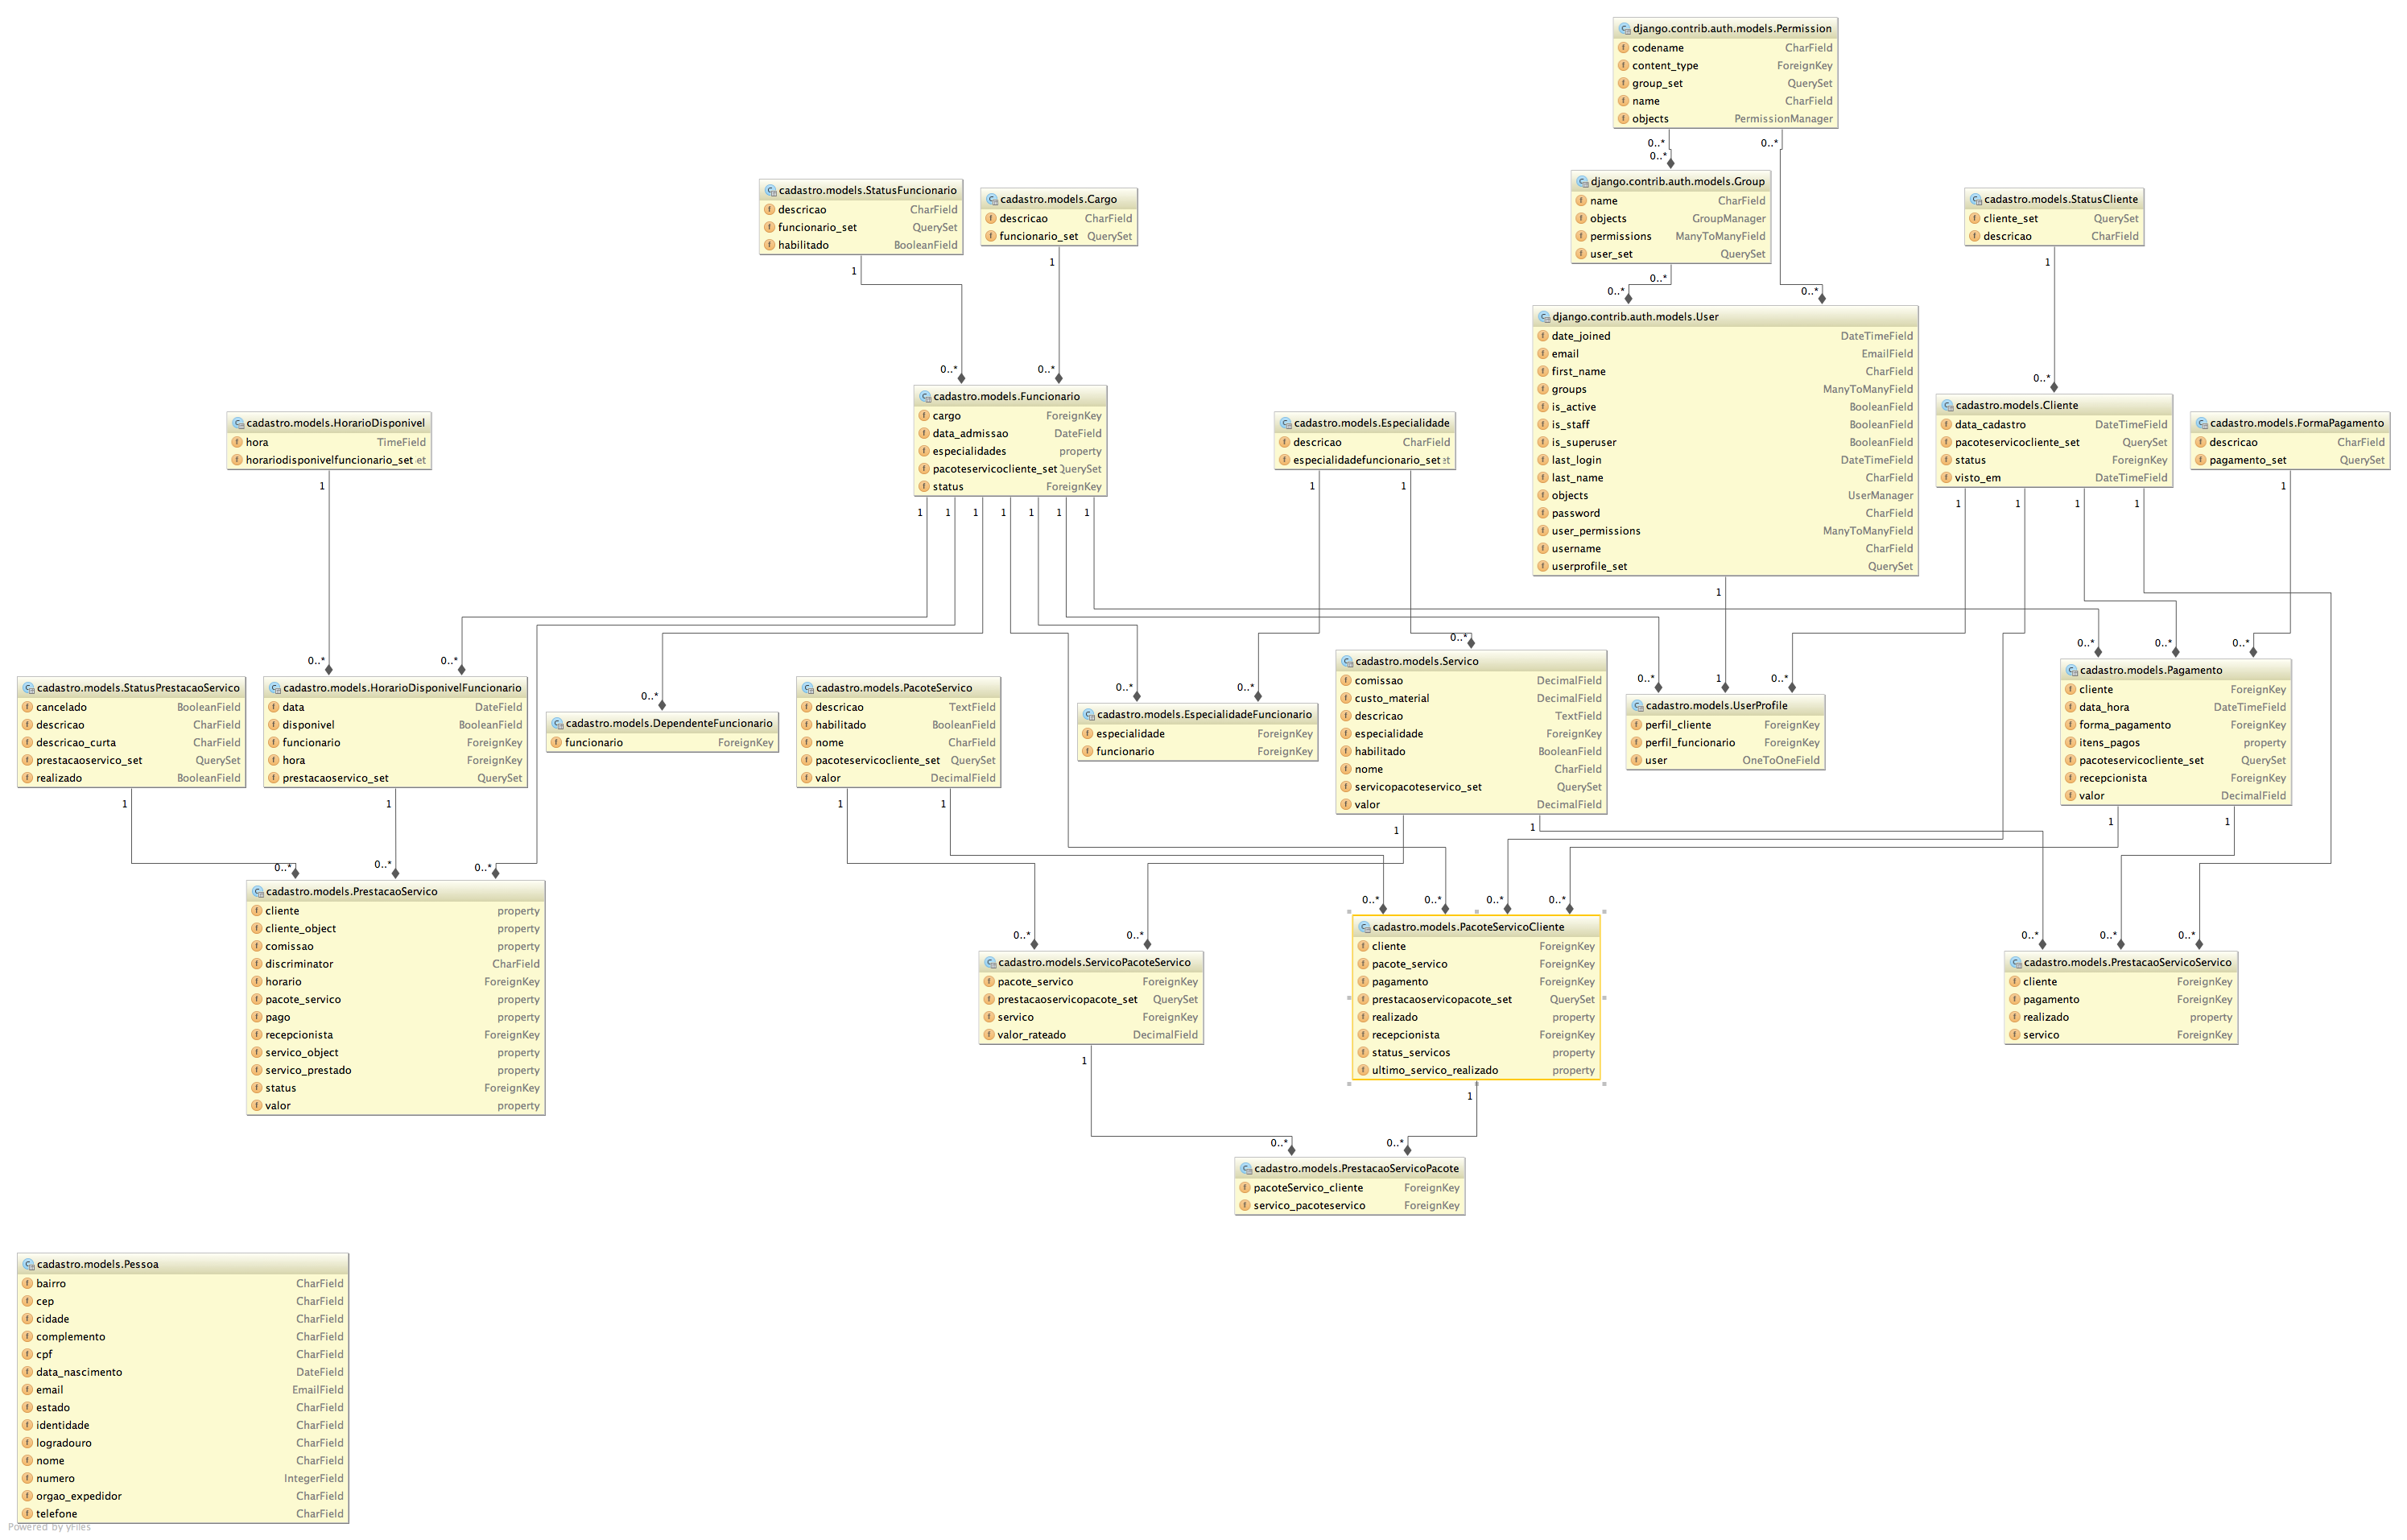 django.contrib.auth.models.Permission
codename CharField
content_type ForeignKey
group_set QuerySet
name CharField
objects PermissionManager
0..*
0..*
0..*
django.contrib.auth.models.Group
name CharField
objects GroupManager
permissions ManyToManyField
user_set QuerySet
0..*
0..*
0..*
cadastro.models.StatusFuncionario
descricao CharField
funcionario_set QuerySet
habilitado BooleanField
1
0..*
cadastro.models.Cargo
descricao CharField
funcionario_set QuerySet
1
0..*
cadastro.models.StatusCliente
cliente_set QuerySet
descricao CharField
1
0..*
django.contrib.auth.models.User
date_joined DateTimeField
email EmailField
first_name CharField
groups ManyToManyField
is_active BooleanField
is_staff BooleanField
is_superuser BooleanField
last_login DateTimeField
last_name CharField
objects UserManager
password CharField
user_permissions ManyToManyField
username CharField
userprofile_set QuerySet
1
cadastro.models.HorarioDisponivel
hora TimeField
horariodisponivelfuncionario_set et
1
cadastro.models.Funcionario
cargo ForeignKey
data_admissao DateField
especialidades property
pacoteservicocliente_set QuerySet
status ForeignKey
1 1 1 1 1 1 1
cadastro.models.Especialidade
descricao CharField
especialidadefuncionario_set et
1 1
cadastro.models.Cliente
data_cadastro DateTimeField
pacoteservicocliente_set QuerySet
status ForeignKey
visto_em DateTimeField
1 1 1 1
cadastro.models.FormaPagamento
descricao CharField
pagamento_set QuerySet
1
cadastro.models.StatusPrestacaoServico
cancelado BooleanField
descricao CharField
descricao_curta CharField
prestacaoservico_set QuerySet
realizado BooleanField
1
0..* 0..*
cadastro.models.HorarioDisponivelFuncionario
data DateField
disponivel BooleanField
funcionario ForeignKey
hora ForeignKey
prestacaoservico_set QuerySet
1
0..*
cadastro.models.DependenteFuncionario
funcionario ForeignKey
cadastro.models.PacoteServico
descricao TextField
habilitado BooleanField
nome CharField
pacoteservicocliente_set QuerySet
valor DecimalField
1 1
0..* 0..*
cadastro.models.EspecialidadeFuncionario
especialidade ForeignKey
funcionario ForeignKey
0..*
cadastro.models.Servico
comissao DecimalField
custo_material DecimalField
descricao TextField
especialidade ForeignKey
habilitado BooleanField
nome CharField
servicopacoteservico_set QuerySet
valor DecimalField
1 1
0..* 1 0..*
cadastro.models.UserProfile
perfil_cliente ForeignKey
perfil_funcionario ForeignKey
user OneToOneField
0..* 0..* 0..*
cadastro.models.Pagamento
cliente ForeignKey
data_hora DateTimeField
forma_pagamento ForeignKey
itens_pagos property
pacoteservicocliente_set QuerySet
recepcionista ForeignKey
valor DecimalField
1 1
0..* 0..* 0..*
cadastro.models.PrestacaoServico
cliente property
cliente_object property
comissao property
discriminator CharField
horario ForeignKey
pacote_servico property
pago property
recepcionista ForeignKey
servico_object property
servico_prestado property
status ForeignKey
valor property
0..* 0..*
cadastro.models.ServicoPacoteServico
pacote_servico ForeignKey
prestacaoservicopacote_set QuerySet
servico ForeignKey
valor_rateado DecimalField
1
0..* 0..* 0..* 0..*
cadastro.models.PacoteServicoCliente
cliente ForeignKey
pacote_servico ForeignKey
pagamento ForeignKey
prestacaoservicopacote_set QuerySet
realizado property
recepcionista ForeignKey
status_servicos property
ultimo_servico_realizado property
1
0..* 0..* 0..*
cadastro.models.PrestacaoServicoServico
cliente ForeignKey
pagamento ForeignKey
realizado property
servico ForeignKey
0..* 0..*
cadastro.models.PrestacaoServicoPacote
pacoteServico_cliente ForeignKey
servico_pacoteservico ForeignKey
cadastro.models.Pessoa
bairro CharField
cep CharField
cidade CharField
complemento CharField
cpf CharField
data_nascimento DateField
email EmailField
estado CharField
identidade CharField
logradouro CharField
nome CharField
numero IntegerField
orgao_expedidor CharField
telefone CharField
Powered by yFiles